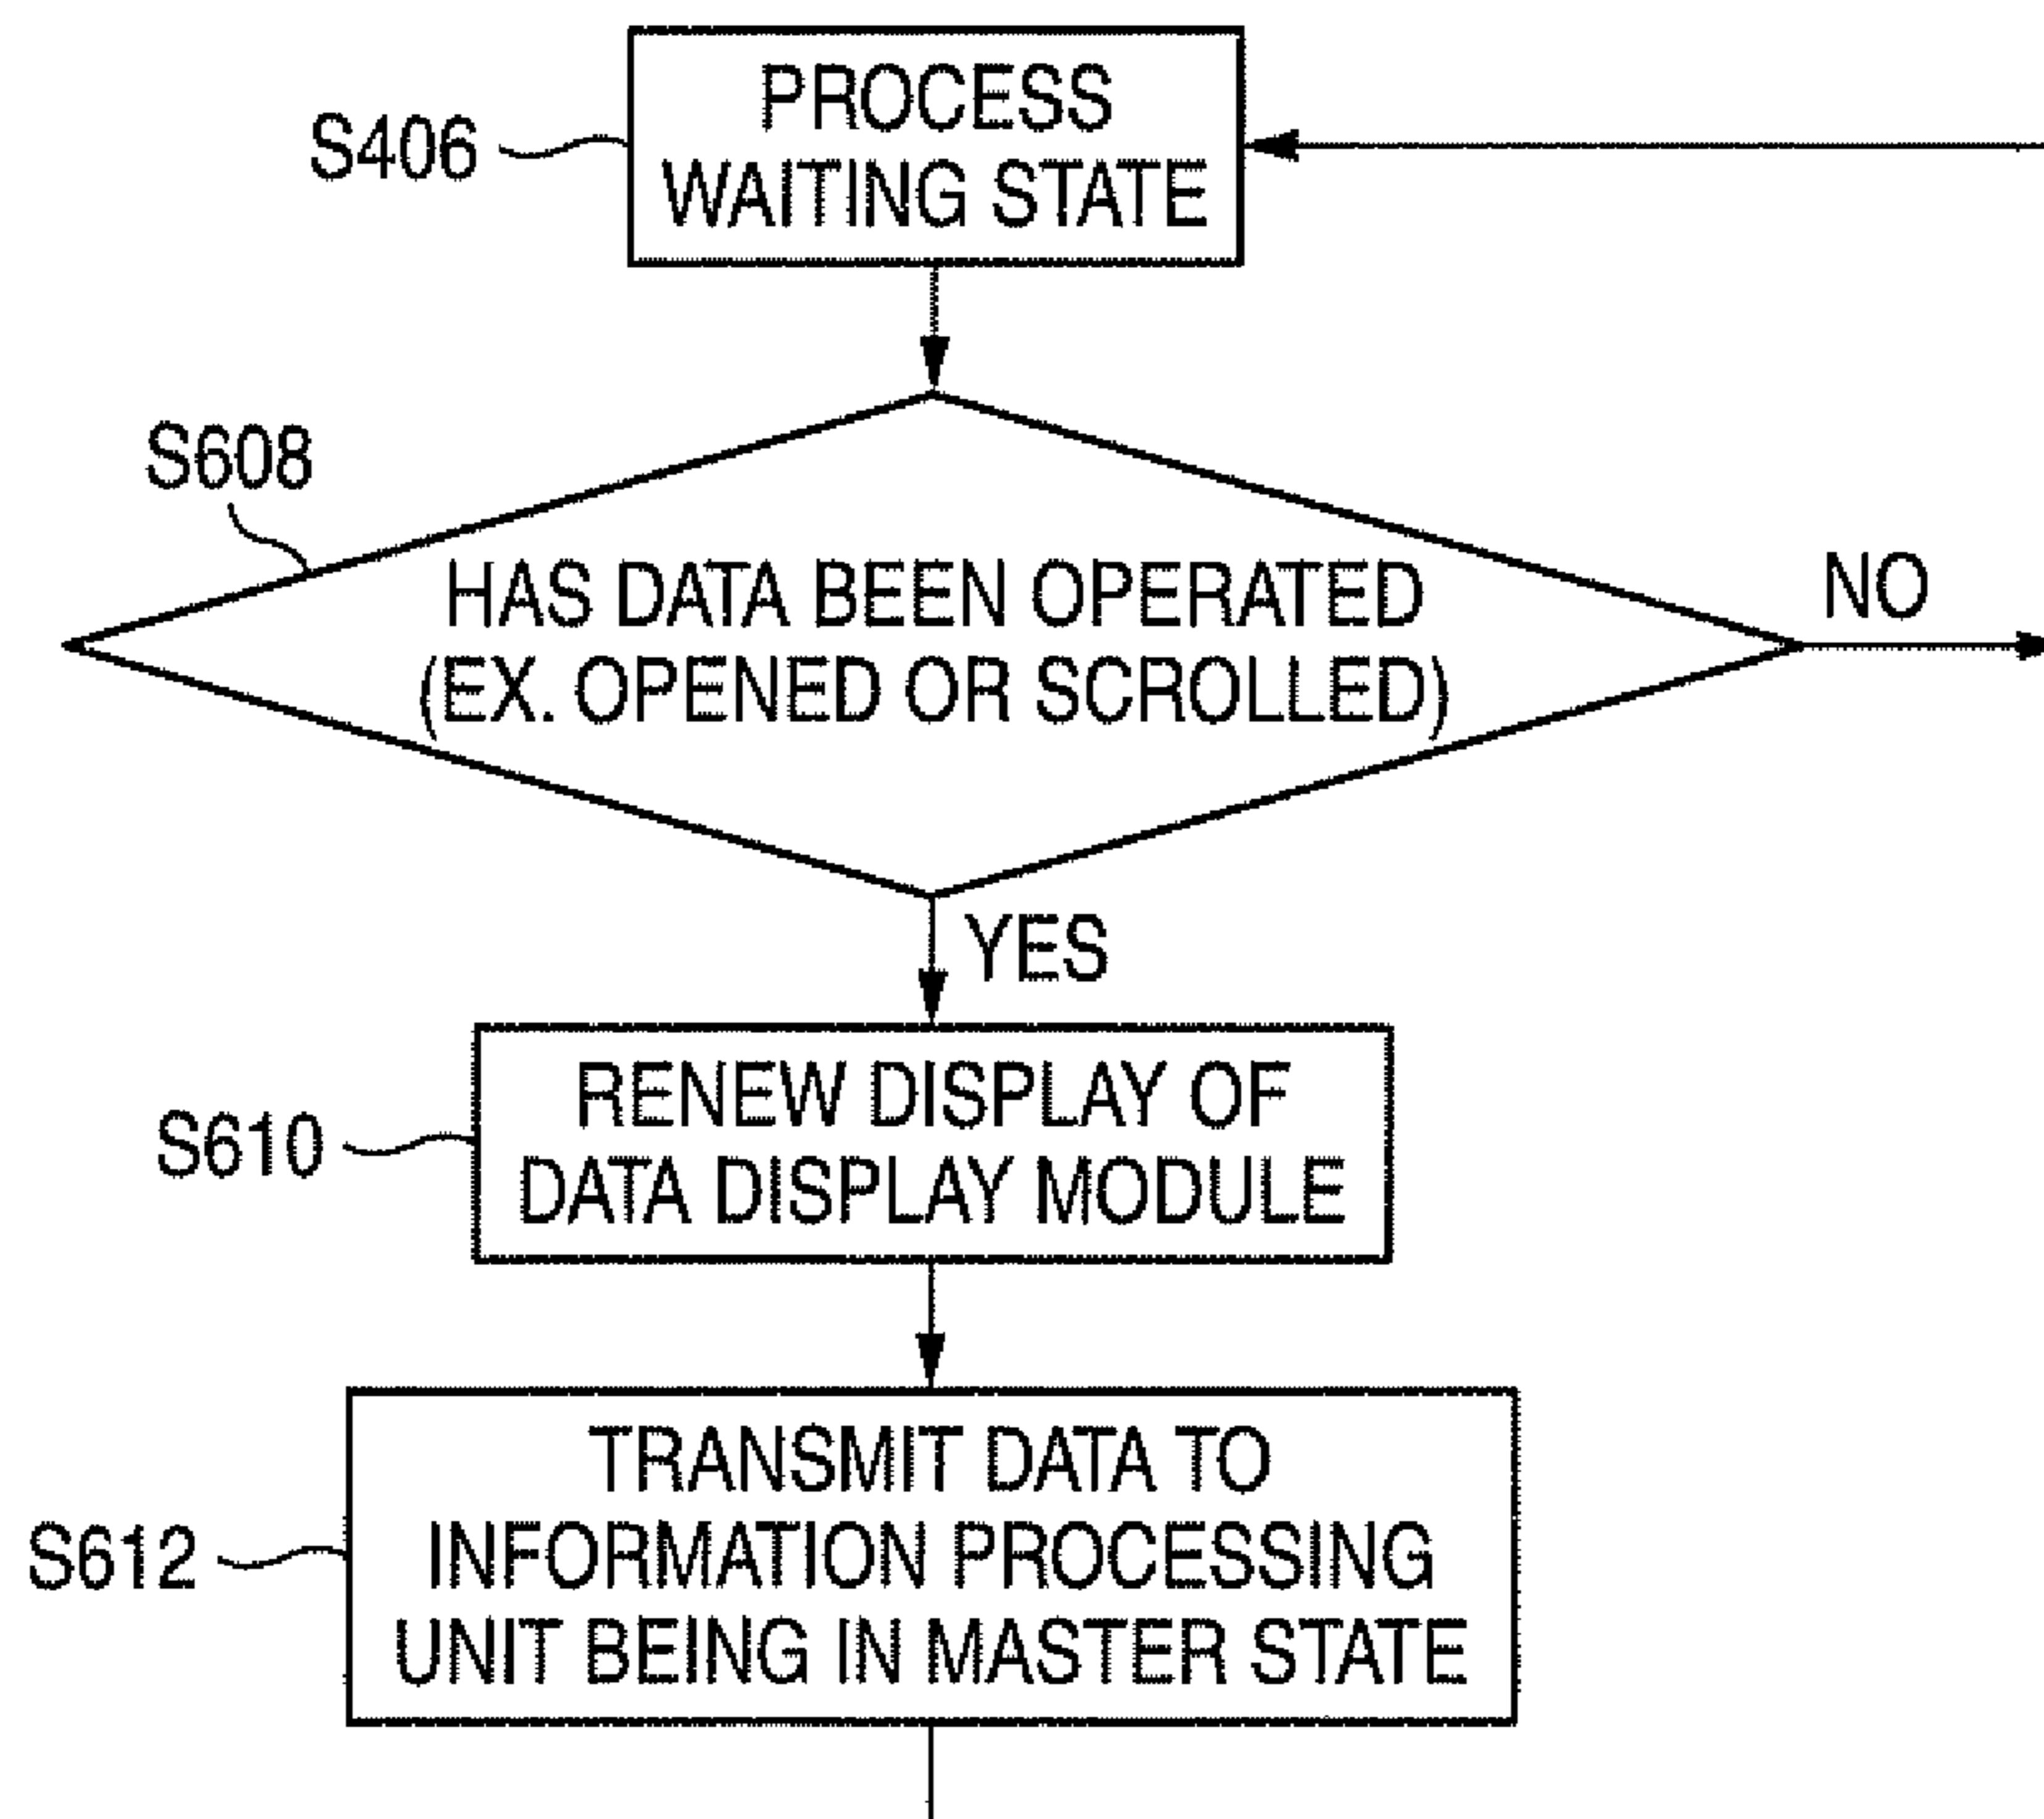 S406
PROCESS
WAITING STATE
S608
HAS DATA BEEN OPERATED
(EX. OPENED OR SCROLLED)
NO
YES
S610
RENEW DISPLAY OF
DATA DISPLAY MODULE
S612
TRANSMIT DATA TO
INFORMATION PROCESSING
UNIT BEING IN MASTER STATE